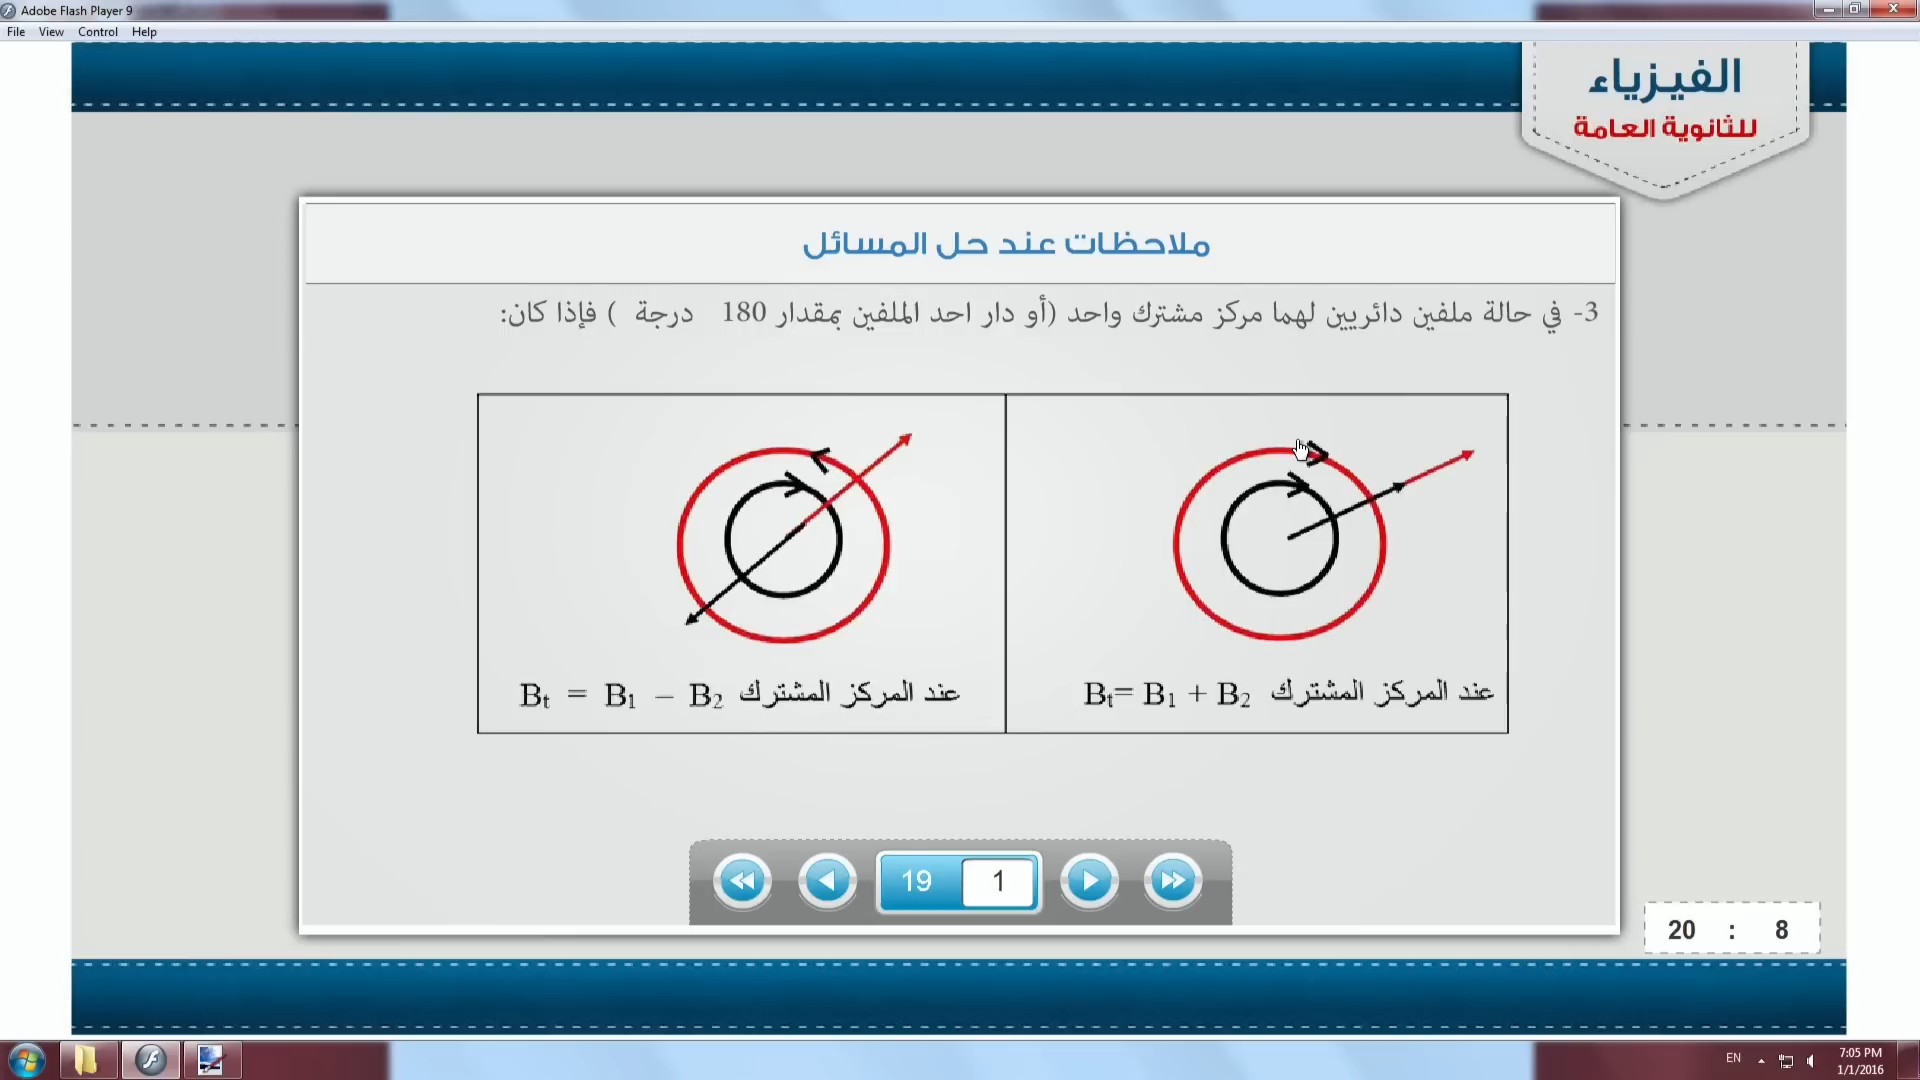 Adobe Flash Player 9
File View Control Help
الفيزياء
للثانوية العامة
ملاحظات عند حل المسائل
3- في حالة ملفين دائريين لهما مركز مشترك واحد (أو دار احد الملفين بمقدار 180 درجة ) فإذا كان:
عند المركز المشترك Bt= B1 + B2
عند المركز المشترك Bt = B1 – B2
19 1
20 : 8
EN
7:05 PM
1/1/2016